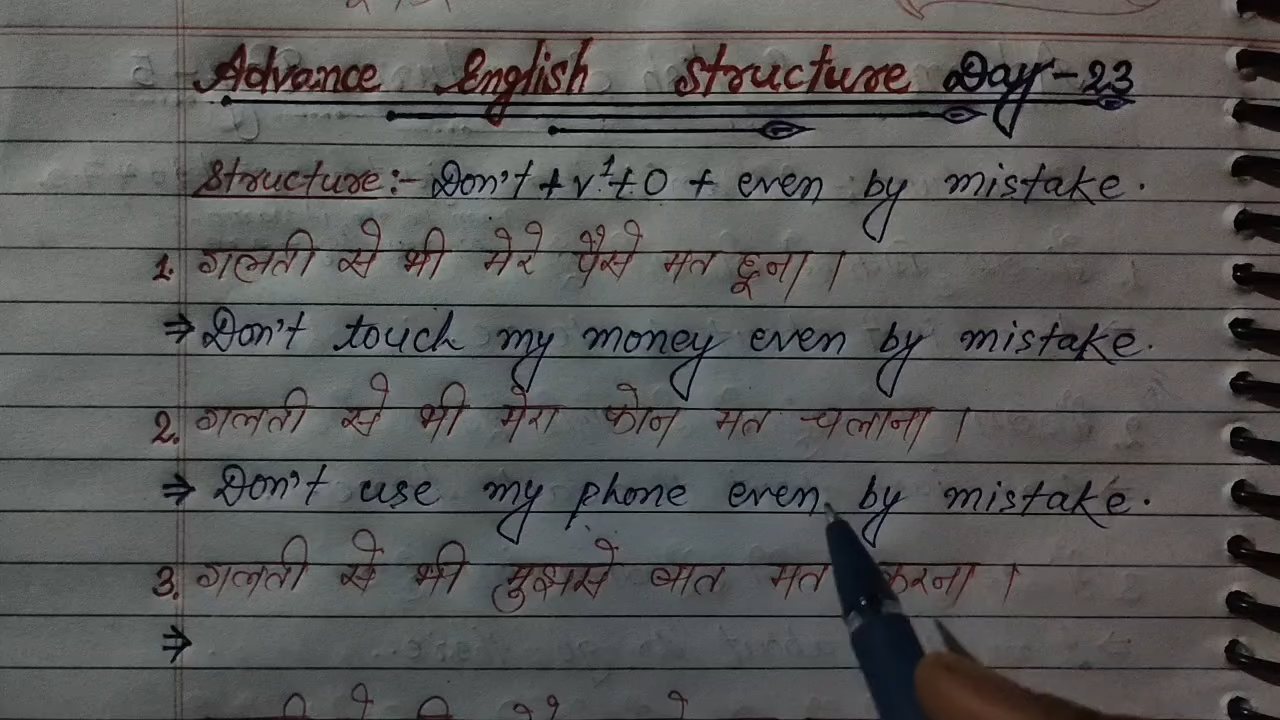 Advance English Structure Day-23
Structure:- Don't + V¹ + O + even by mistake.
1. गलती से भी मेरे पैसे मत छूना।
⇒ Don't touch my money even by mistake.
2. गलती से भी मेरा फोन मत चलाना।
⇒ Don't use my phone even by mistake.
3. गलती से भी मुझसे बात मत करना।
⇒